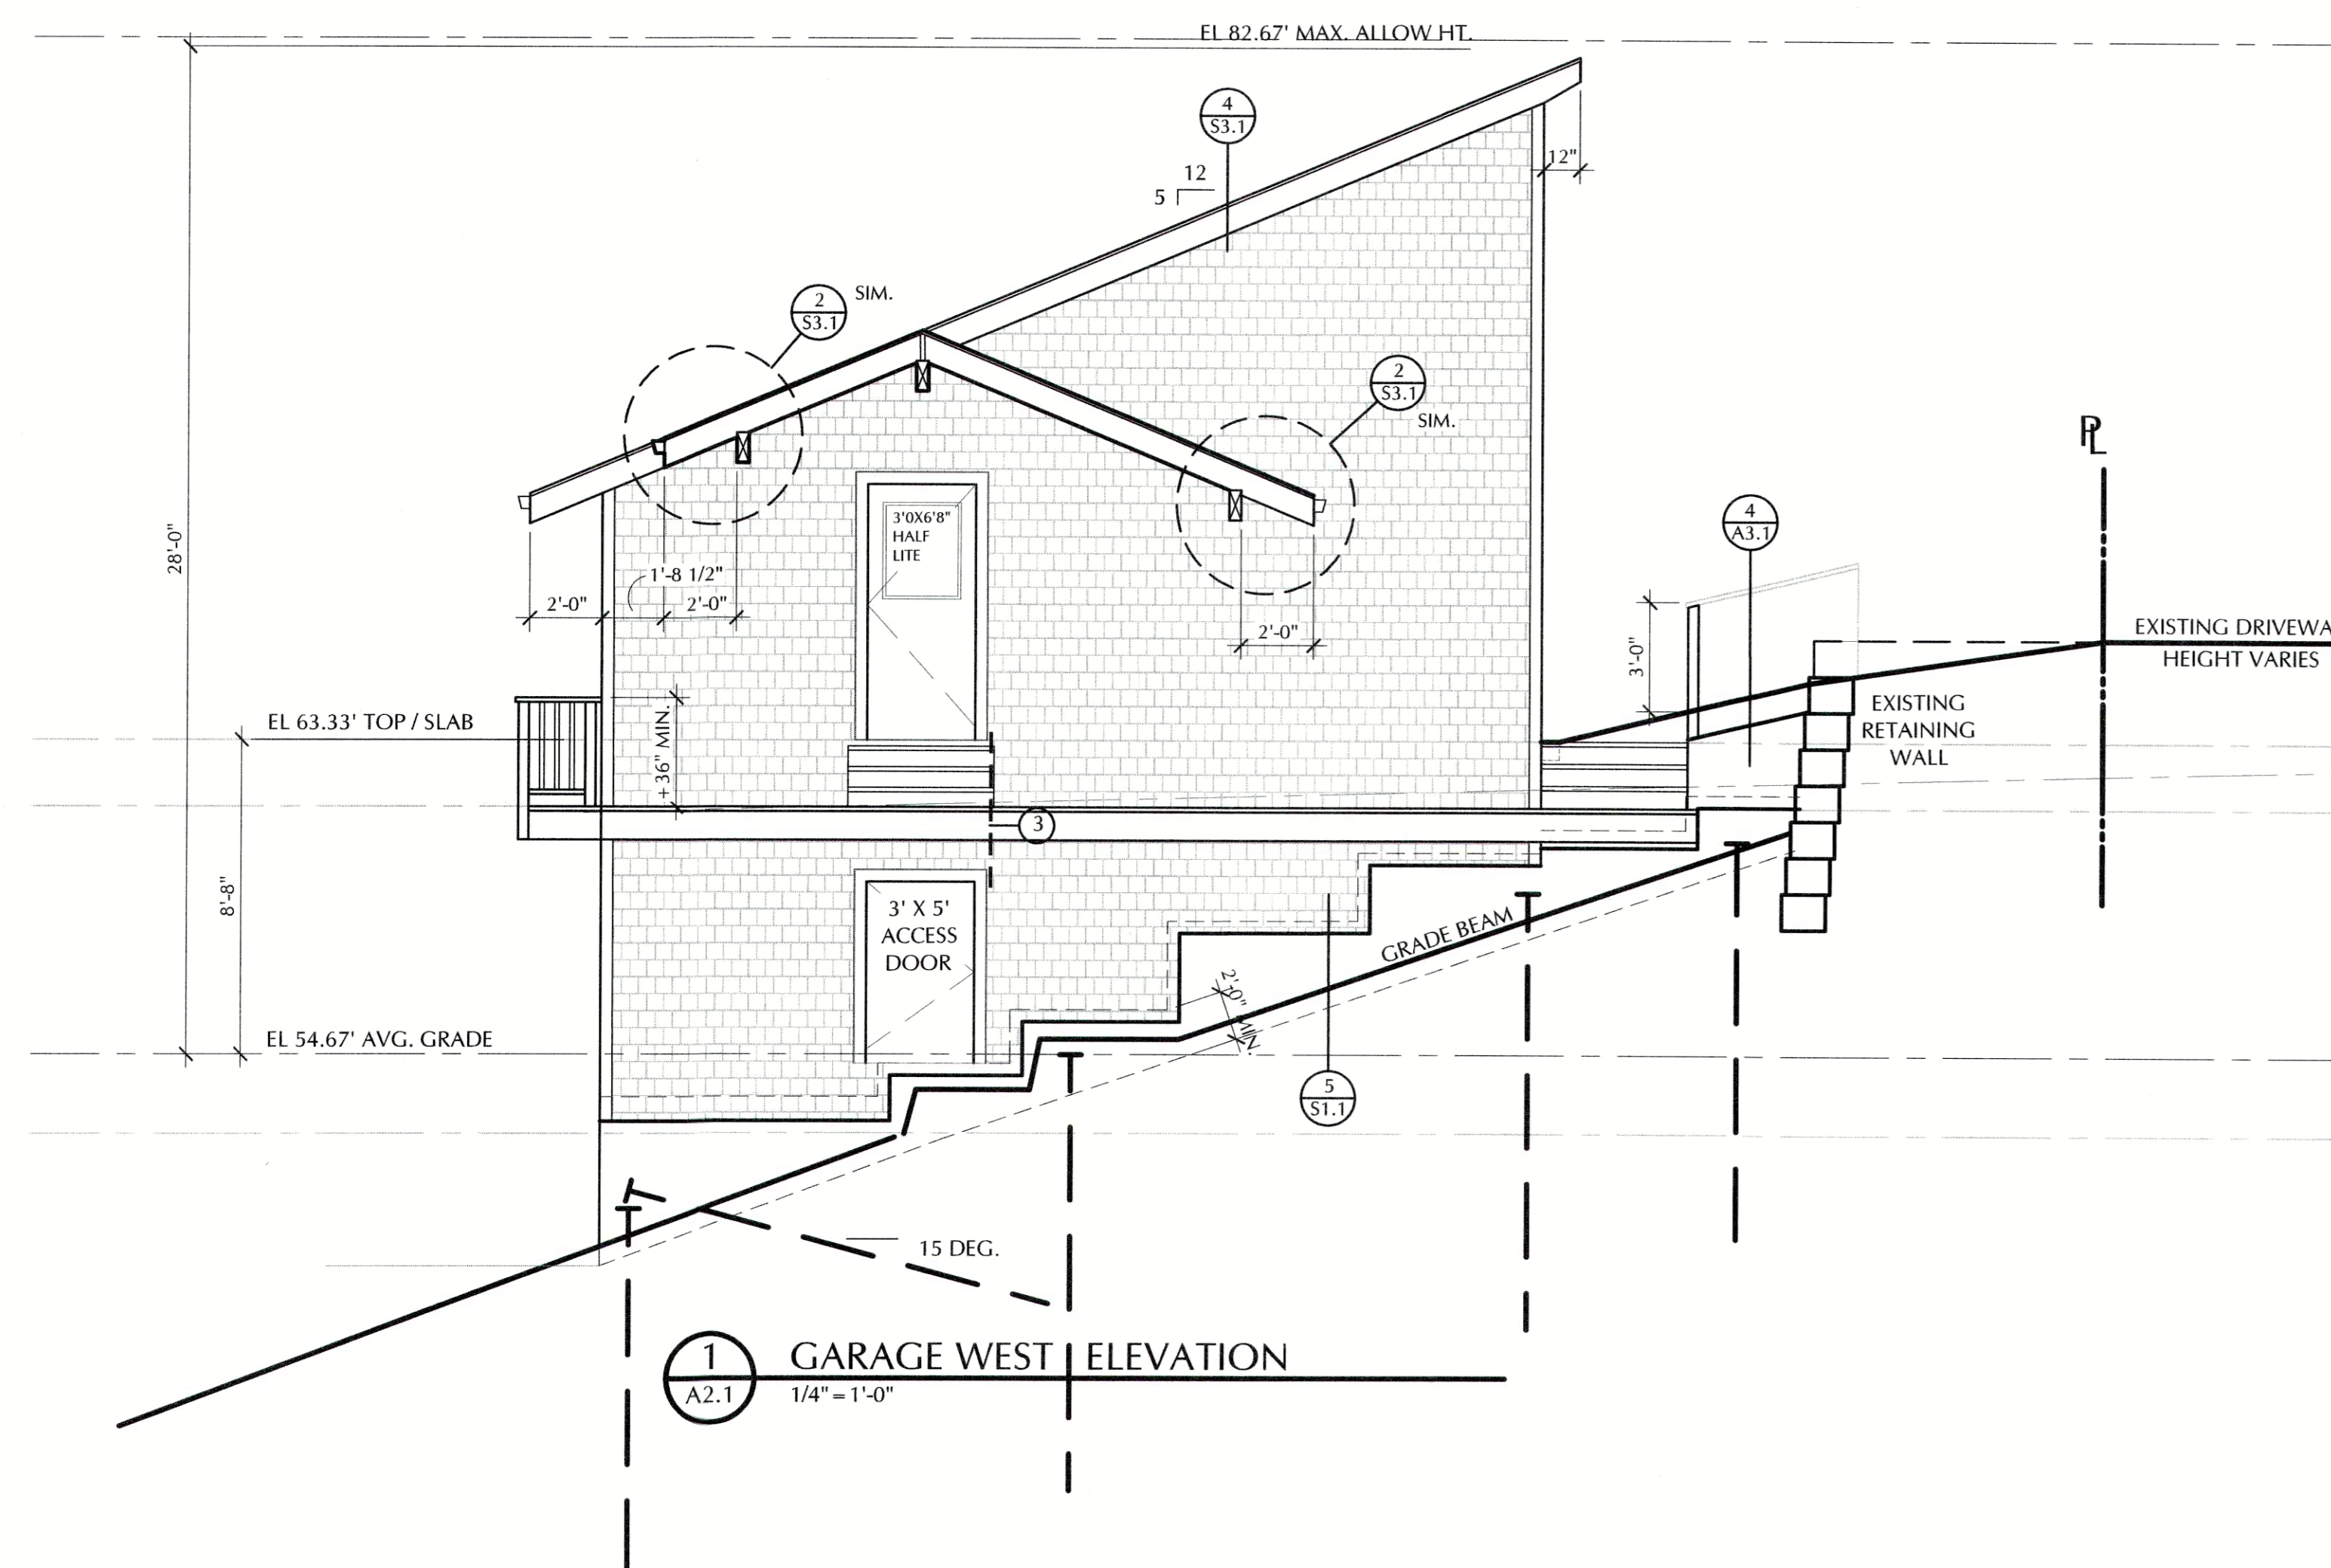 EL 82.67' MAX. ALLOW HT.
4
S3.1
12
5
12"
2
S3.1
SIM.
2
S3.1
SIM.
PL
3'0X6'8"
HALF
LITE
28'-0"
1'-8 1/2"
2'-0"
2'-0"
2'-0"
4
A3.1
3'-0"
EXISTING DRIVEWA
HEIGHT VARIES
EXISTING
RETAINING
WALL
EL 63.33' TOP / SLAB
+36" MIN.
3
8'-8"
3' X 5'
ACCESS
DOOR
GRADE BEAM
2'-0" MIN.
EL 54.67' AVG. GRADE
5
S1.1
15 DEG.
1
A2.1
GARAGE WEST ELEVATION
1/4" = 1'-0"